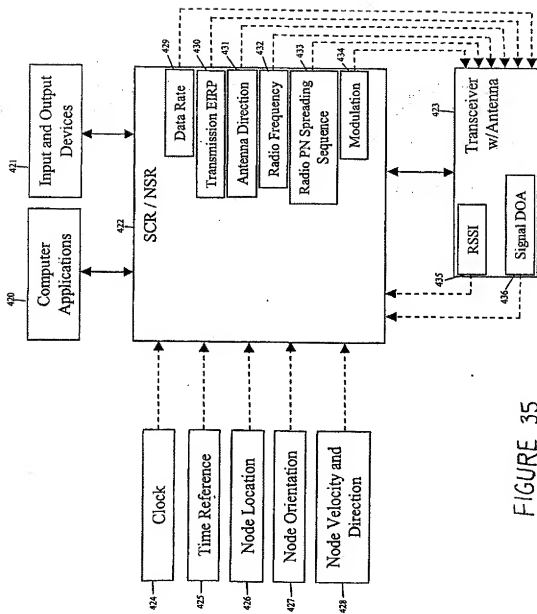 420
Computer
Applications
421
Input and Output
Devices
422
SCR / NSR
Data Rate
429
Transmission EIRP
430
Antenna Direction
431
Radio Frequency
432
Radio PN Spreading
Sequence
433
Modulation
434
Clock
424
Time Reference
425
Node Location
426
Node Orientation
427
Node Velocity and
Direction
428
423
Transceiver
w/Antenna
RSSI
435
Signal DOA
436
FIGURE 35